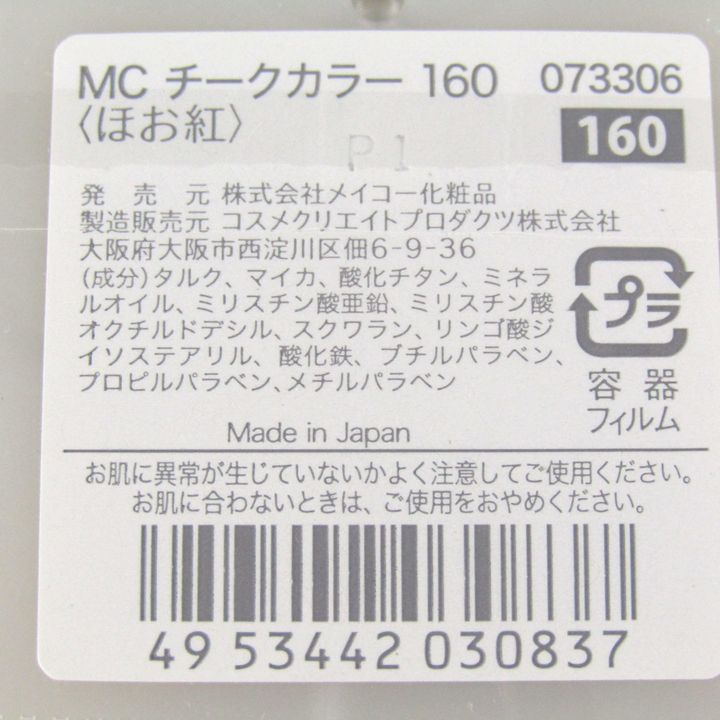 MC チークカラー 160 073306
〈ほお紅〉 160
P1
発売元 株式会社メイコー化粧品
製造販売元 コスメクリエイトプロダクツ株式会社
大阪府大阪市西淀川区佃6-9-36
(成分)タルク、マイカ、酸化チタン、ミネラ
ルオイル、ミリスチン酸亜鉛、ミリスチン酸
オクチルドデシル、スクワラン、リンゴ酸ジ
イソステアリル、酸化鉄、ブチルパラベン、
プロピルパラベン、メチルパラベン
プラ
容器
フィルム
Made in Japan
お肌に異常が生じていないかよく注意してご使用ください。
お肌に合わないときは、ご使用をおやめください。
49 53442 030837